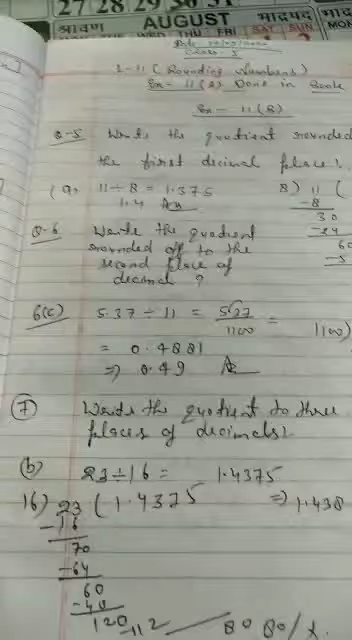 27 28 29 30 31
श्रावण AUGUST भाद्रपद
TUE WED THU FRI SAT SUN MON
L-11 (Rounding Numbers)
Ex- 11(A) Done in Book
Ex- 11(B)
Q-5 Write the quotient rounded
the first decimal place!
(a) 11÷8 = 1.375 8) 11 (
1.4 Ans -8
30
-24
60
Q-6 Write the quotient
rounded off to the
second place of
decimal ?
6(c) 5.37 ÷ 11 = 537/1100 = 1100)
= 0.4881
⇒ 0.49 Ans
(7) Write the quotient to three
places of decimals?
(b) 23÷16 = 1.4375
16) 23 ( 1.4375 ⇒ 1.438
-16
70
-64
60
-48
120
-112
80